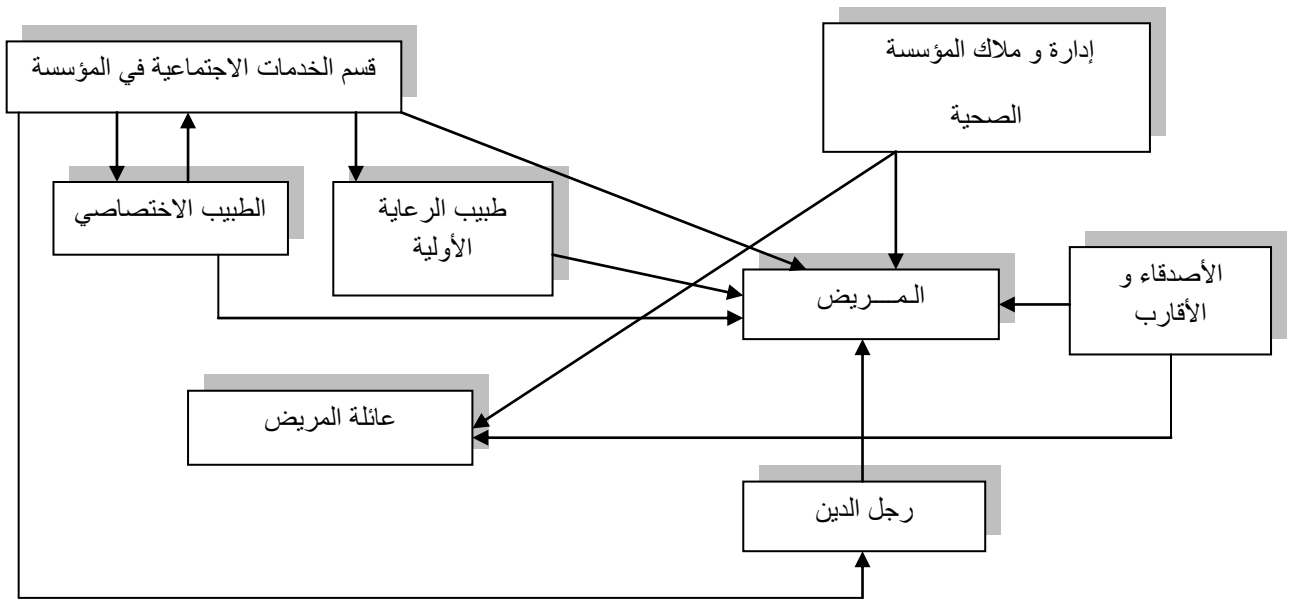 إدارة و ملاك المؤسسة
الصحية
قسم الخدمات الاجتماعية في المؤسسة
طبيب الرعاية
الأولية
الطبيب الاختصاصي
الأصدقاء و
الأقارب
المـــريض
عائلة المريض
رجل الدين